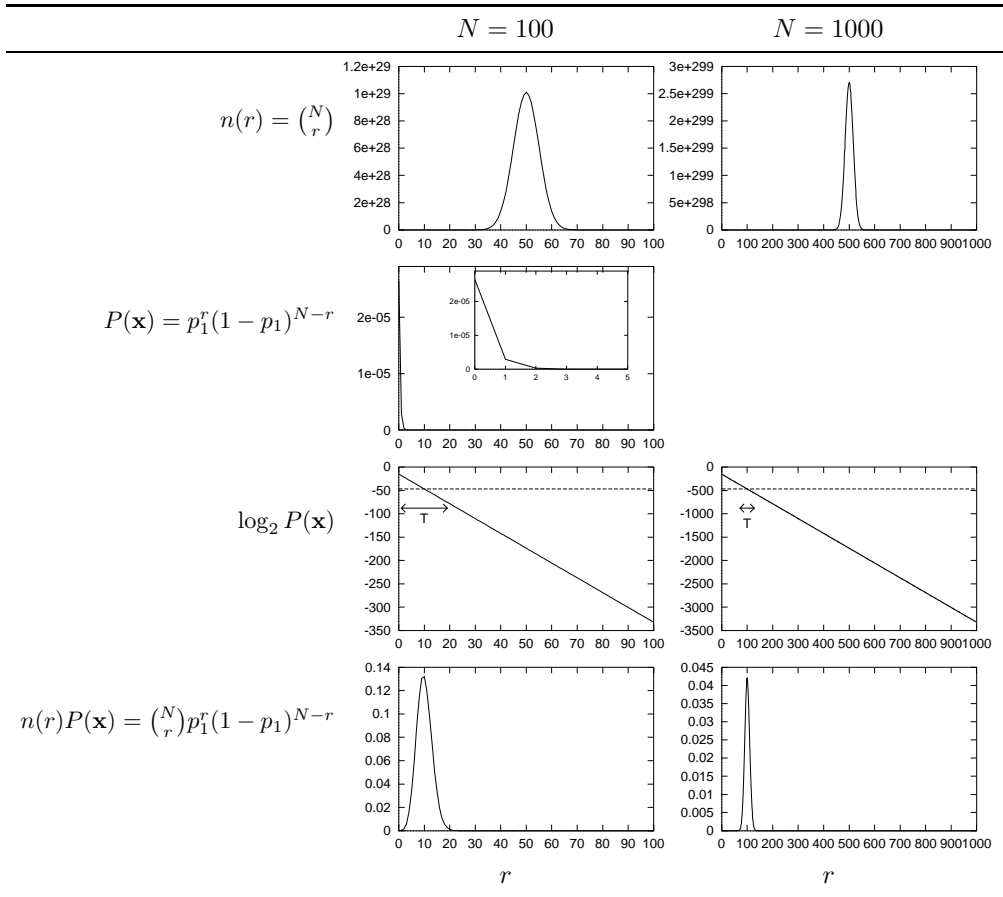 N = 100 N = 1000
n(r) = (N r)
1.2e+29
1e+29
8e+28
6e+28
4e+28
2e+28
0
0 10 20 30 40 50 60 70 80 90 100
3e+299
2.5e+299
2e+299
1.5e+299
1e+299
5e+298
0
0 100 200 300 400 500 600 700 800 900 1000
P(x) = p₁^r(1 − p₁)^{N−r}
2e-05
1e-05
0
0 10 20 30 40 50 60 70 80 90 100
2e-05
1e-05
0
0 1 2 3 4 5
log₂ P(x)
0
-50
-100
-150
-200
-250
-300
-350
T
0 10 20 30 40 50 60 70 80 90 100
0
-500
-1000
-1500
-2000
-2500
-3000
-3500
T
0 100 200 300 400 500 600 700 800 900 1000
n(r)P(x) = (N r)p₁^r(1 − p₁)^{N−r}
0.14
0.12
0.1
0.08
0.06
0.04
0.02
0
0 10 20 30 40 50 60 70 80 90 100
0.045
0.04
0.035
0.03
0.025
0.02
0.015
0.01
0.005
0
0 100 200 300 400 500 600 700 800 900 1000
r r